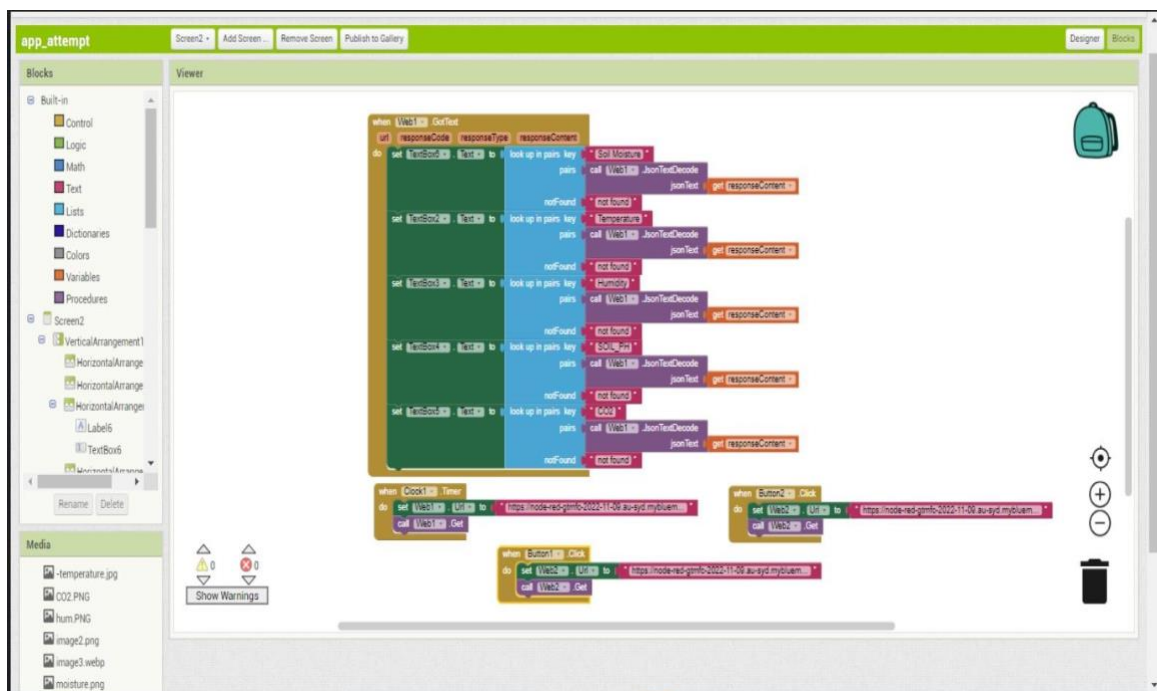 app_attempt
Screen2
Add Screen ...
Remove Screen
Publish to Gallery
Designer
Blocks
Blocks
Viewer
Built-in
Control
Logic
Math
Text
Lists
Dictionaries
Colors
Variables
Procedures
Screen2
VerticalArrangement1
HorizontalArrange
HorizontalArrange
HorizontalArranger
Label6
TextBox6
Rename
Delete
Media
-temperature.jpg
CO2.PNG
hum.PNG
image2.png
image3.webp
moisture.png
when Web1 .GotText
url responseCode responseType responseContent
do set .Text to look up in pairs key " Soil Moisture "
pairs call Web1 .JsonTextDecode
jsonText get responseContent
notFound " not found "
set TextBox2 . Text to look up in pairs key " Temperature "
pairs call Web1 .JsonTextDecode
jsonText get responseContent
notFound " not found "
set TextBox3 . Text to look up in pairs key " Humidity "
pairs call Web1 .JsonTextDecode
jsonText get responseContent
notFound " not found "
set TextBox4 . Text to look up in pairs key " SOIL_PH "
pairs call Web1 .JsonTextDecode
jsonText get responseContent
notFound " not found "
set TextBox5 . Text to look up in pairs key " CO2 "
pairs call Web1 .JsonTextDecode
jsonText get responseContent
notFound " not found "
when Clock1 .Timer
do set Web1 . Url to " https://node-red-gtmfc-2022-11-09.au-syd.mybluem... "
call Web1 .Get
when Button2 .Click
do set Web2 . Url to " https://node-red-gtmfc-2022-11-09.au-syd.mybluem... "
call Web2 .Get
when Button1 .Click
do set Web2 . Url to " https://node-red-gtmfc-2022-11-09.au-syd.mybluem... "
call Web2 .Get
0 0
Show Warnings